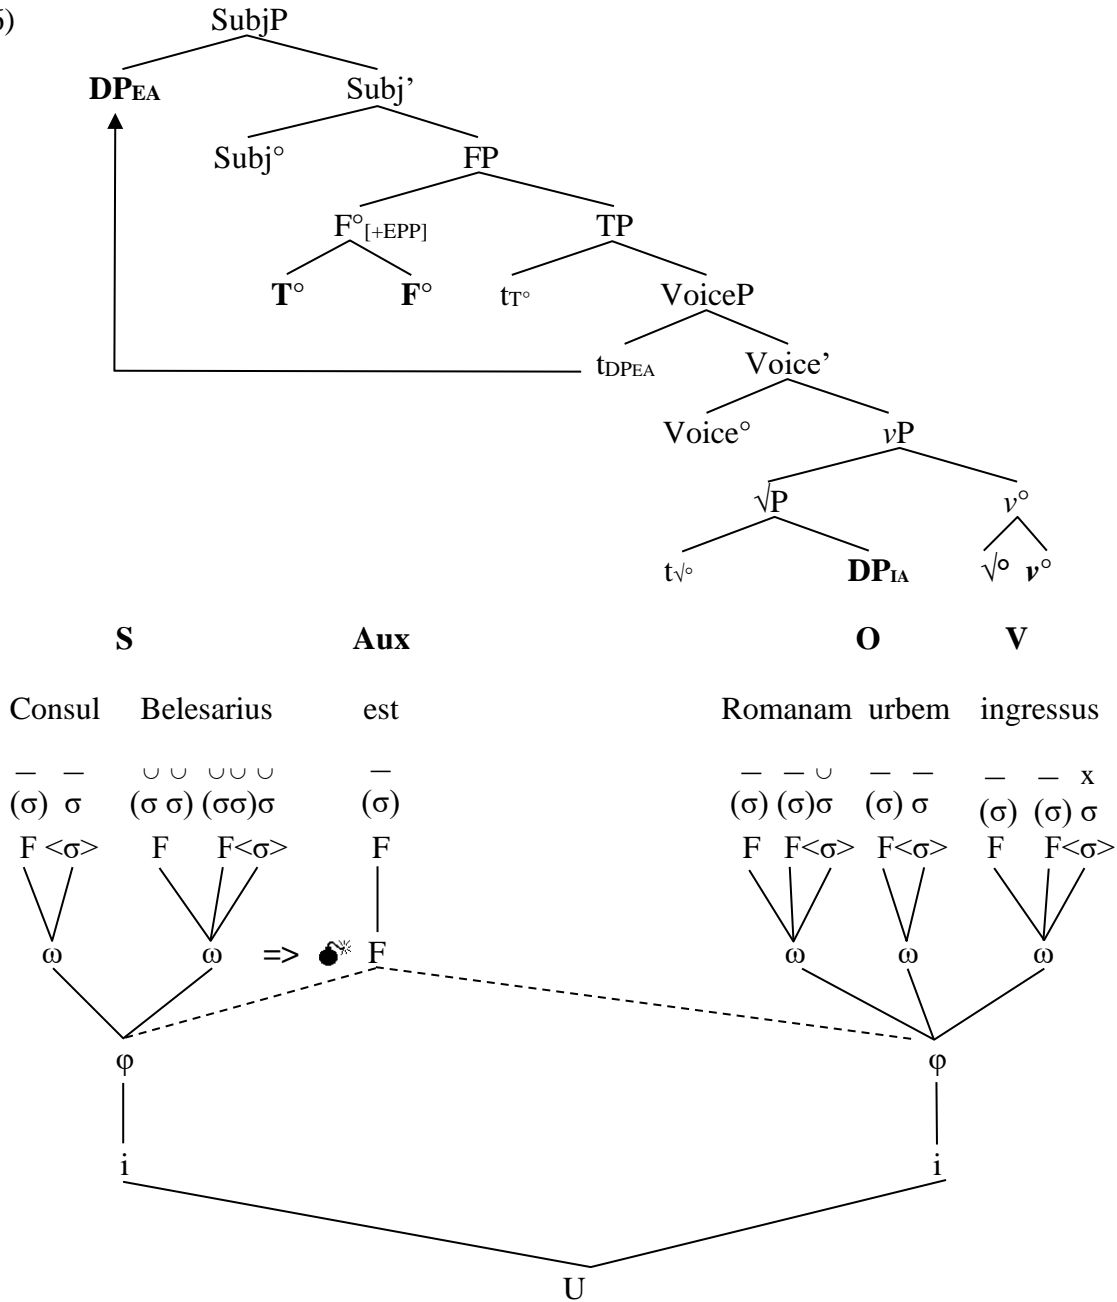 SubjP
DPEA Subj’
Subj° FP
F°[+EPP] TP
T° F° tT° VoiceP
tDPEA Voice’
Voice° vP
√P v°
t√° DPIA √° v°
S Aux O V
Consul Belesarius est Romanam urbem ingressus
— — ∪ ∪ ∪ ∪ ∪ — — — ∪ — — — — x
(σ) σ (σ σ) (σσ)σ (σ) (σ) (σ)σ (σ) σ (σ) (σ) σ
F <σ> F F<σ> F F F<σ> F<σ> F F<σ>
ω ω => F ω ω ω
φ φ
i i
U